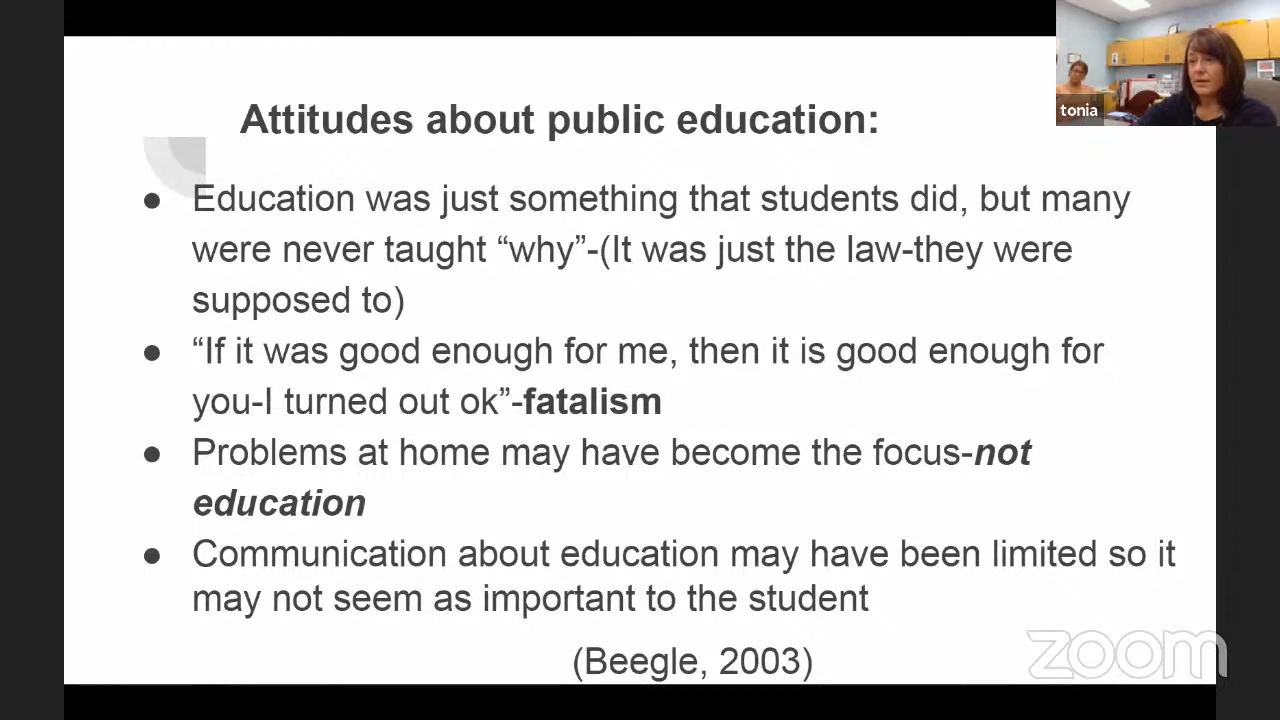 Attitudes about public education:
● Education was just something that students did, but many
were never taught “why”-(It was just the law-they were
supposed to)
● “If it was good enough for me, then it is good enough for
you-I turned out ok”-fatalism
● Problems at home may have become the focus-not
education
● Communication about education may have been limited so it
may not seem as important to the student
(Beegle, 2003)
tonia
zoom